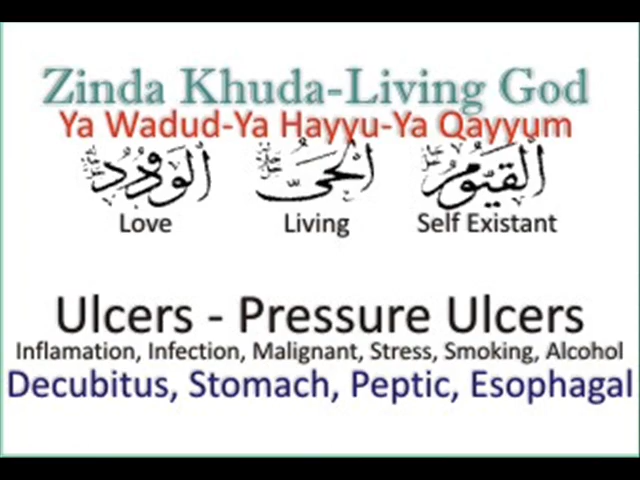 Zinda Khuda-Living God
Ya Wadud-Ya Hayyu-Ya Qayyum
الودود الحي القيوم
Love Living Self Existant
Ulcers - Pressure Ulcers
Inflamation, Infection, Malignant, Stress, Smoking, Alcohol
Decubitus, Stomach, Peptic, Esophagal